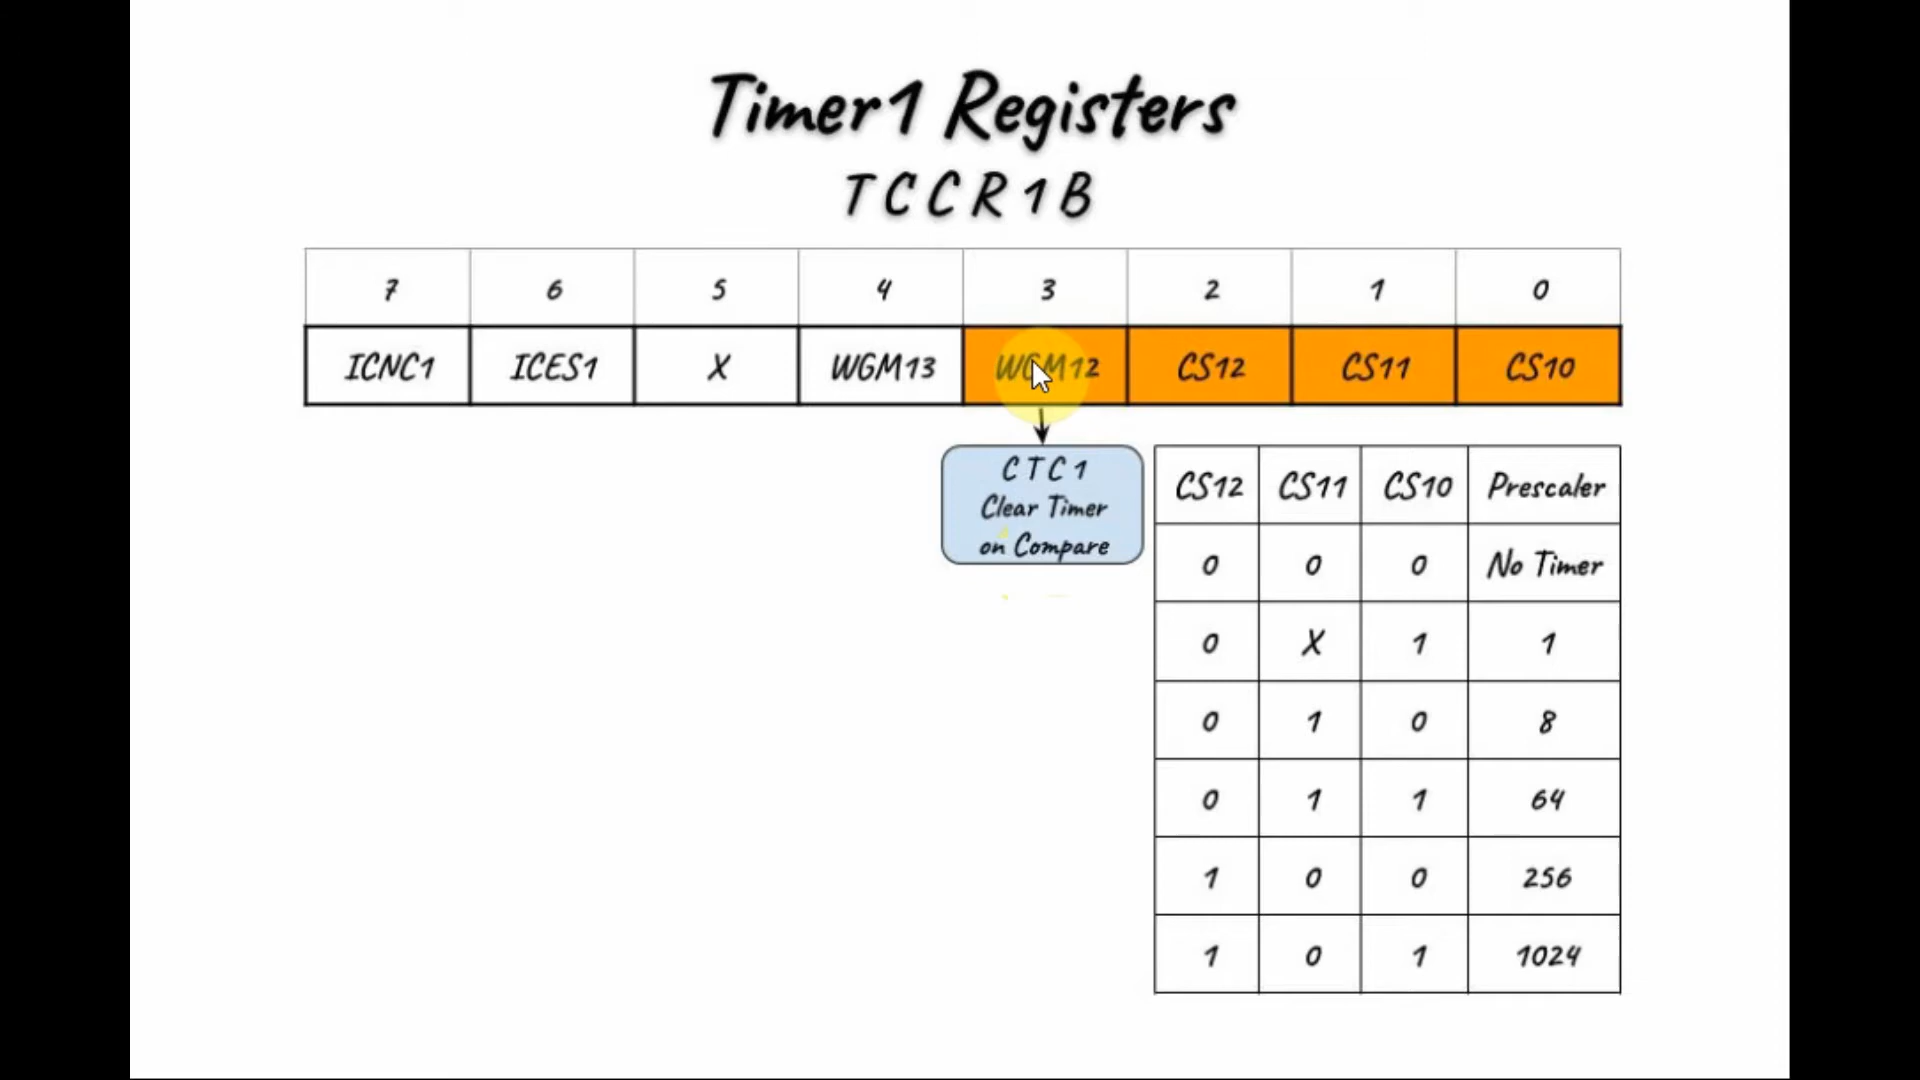 Timer1 Registers
TCCR1B
7 6 5 4 3 2 1 0
ICNC1 ICES1 X WGM13 WGM12 CS12 CS11 CS10
CTC1
Clear Timer
on Compare
CS12 CS11 CS10 Prescaler
0 0 0 No Timer
0 X 1 1
0 1 0 8
0 1 1 64
1 0 0 256
1 0 1 1024